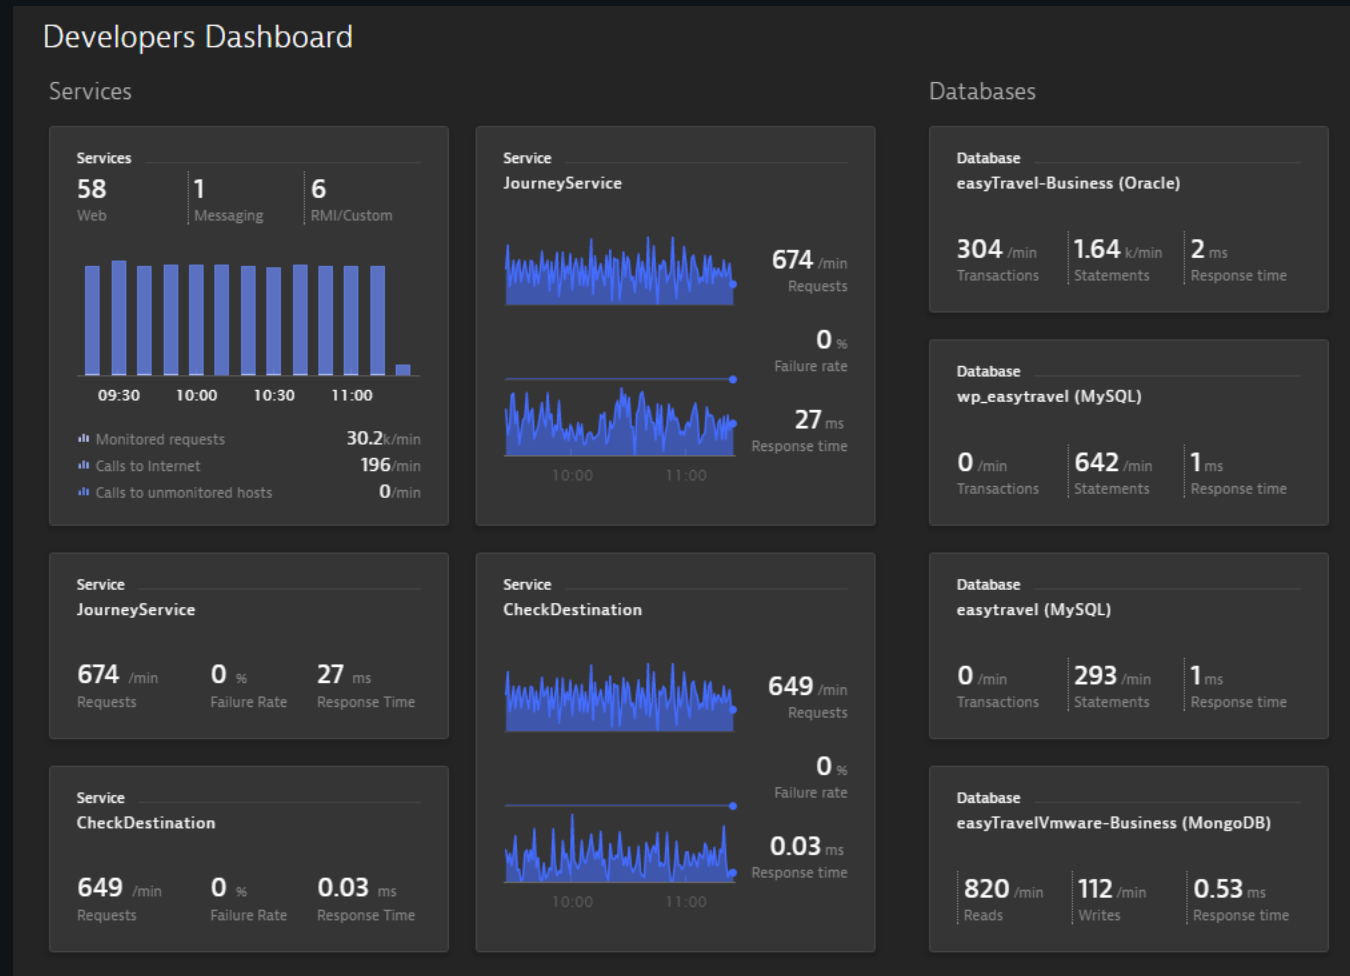 Developers Dashboard
Services
Services
58 1 6
Web Messaging RMI/Custom
09:30 10:00 10:30 11:00
Monitored requests 30.2k/min
Calls to Internet 196/min
Calls to unmonitored hosts 0/min
Service
JourneyService
674 /min
Requests
0 %
Failure rate
27 ms
Response time
10:00 11:00
Service
JourneyService
674 /min 0 % 27 ms
Requests Failure Rate Response Time
Service
CheckDestination
649 /min 0 % 0.03 ms
Requests Failure Rate Response Time
Service
CheckDestination
649 /min
Requests
0 %
Failure rate
0.03 ms
Response time
10:00 11:00
Databases
Database
easyTravel-Business (Oracle)
304 /min 1.64 k/min 2 ms
Transactions Statements Response time
Database
wp_easytravel (MySQL)
0 /min 642 /min 1 ms
Transactions Statements Response time
Database
easytravel (MySQL)
0 /min 293 /min 1 ms
Transactions Statements Response time
Database
easyTravelVmware-Business (MongoDB)
820 /min 112 /min 0.53 ms
Reads Writes Response time